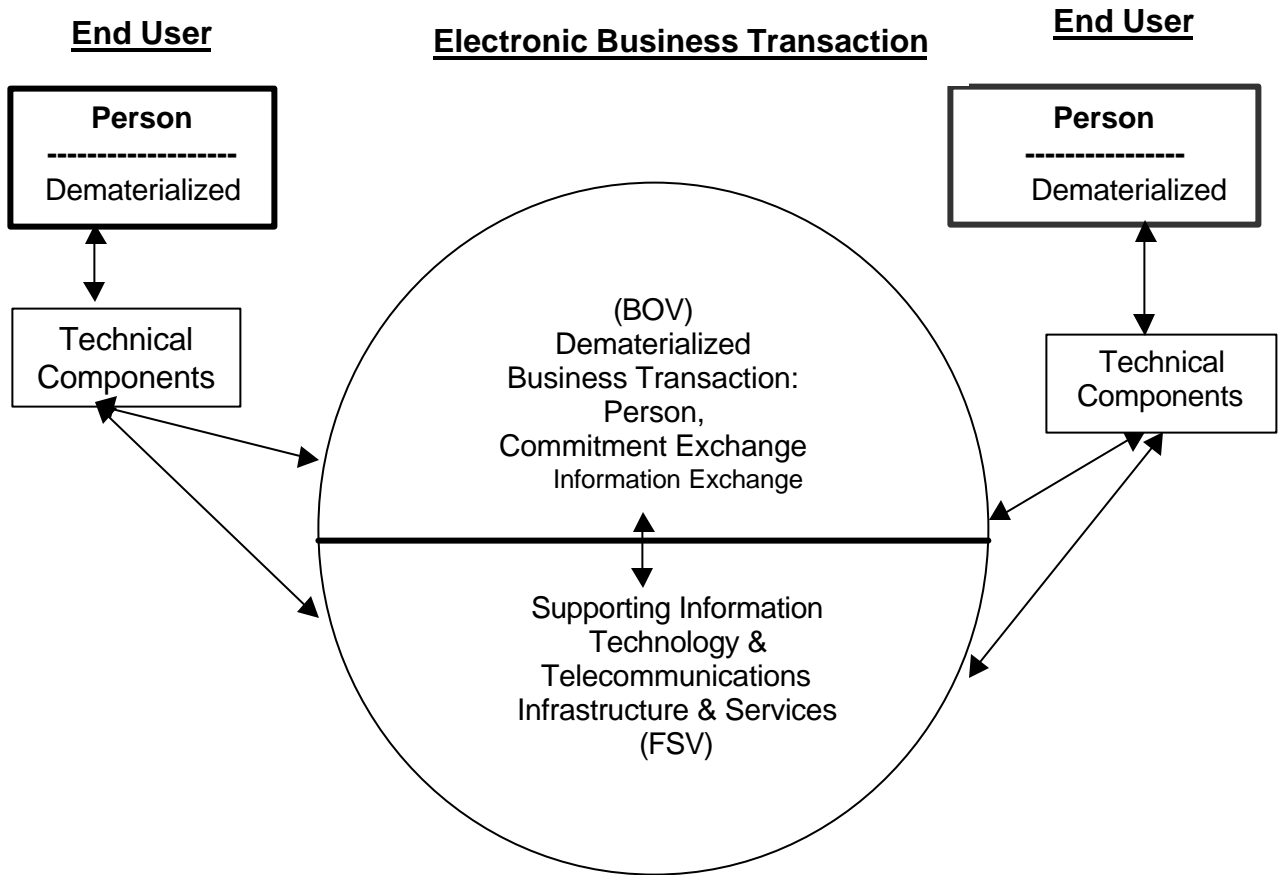 End User
Electronic Business Transaction
End User
Person
-------------------
Dematerialized
Person
----------------
Dematerialized
Technical
Components
(BOV)
Dematerialized
Business Transaction:
Person,
Commitment Exchange
Information Exchange
Technical
Components
Supporting Information
Technology &
Telecommunications
Infrastructure & Services
(FSV)